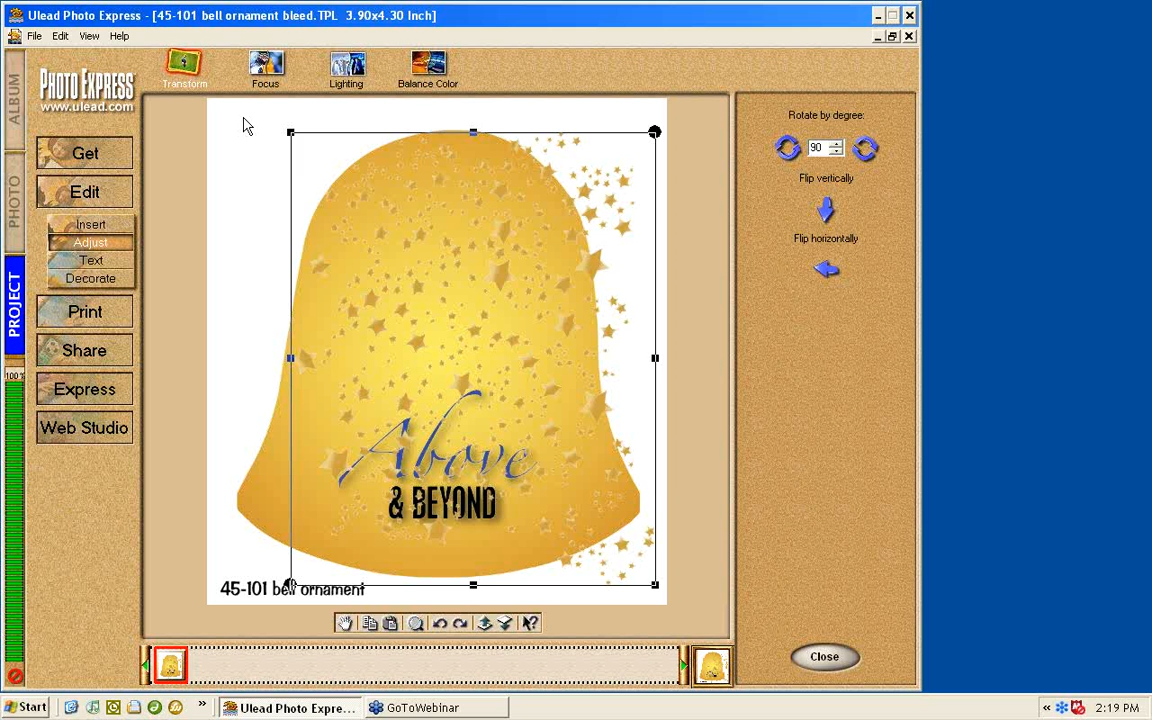 Ulead Photo Express - [45-101 bell ornament bleed.TPL 3.90x4.30 Inch]
File Edit View Help
ALBUM
PHOTO
PROJECT
100%
PHOTO EXPRESS
www.ulead.com
Transform
Focus
Lighting
Balance Color
Get
Edit
Insert
Adjust
Text
Decorate
Print
Share
Express
Web Studio
Above
& BEYOND
45-101 bell ornament
Rotate by degree:
90
Flip vertically
Flip horizontally
Close
Start
Ulead Photo Expre...
GoToWebinar
2:19 PM